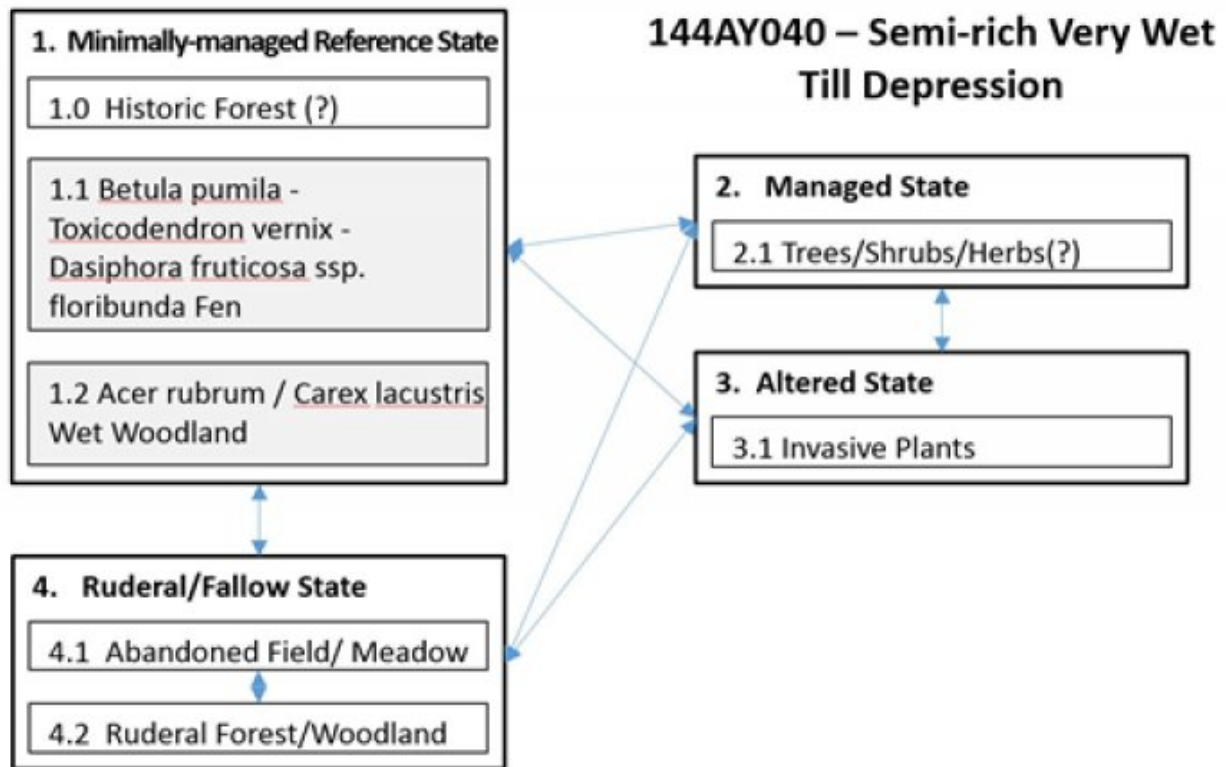 144AY040 – Semi-rich Very Wet
Till Depression
1. Minimally-managed Reference State
1.0 Historic Forest (?)
1.1 Betula pumila -
Toxicodendron vernix -
Dasiphora fruticosa ssp.
floribunda Fen
1.2 Acer rubrum / Carex lacustris
Wet Woodland
2. Managed State
2.1 Trees/Shrubs/Herbs(?)
3. Altered State
3.1 Invasive Plants
4. Ruderal/Fallow State
4.1 Abandoned Field/ Meadow
4.2 Ruderal Forest/Woodland